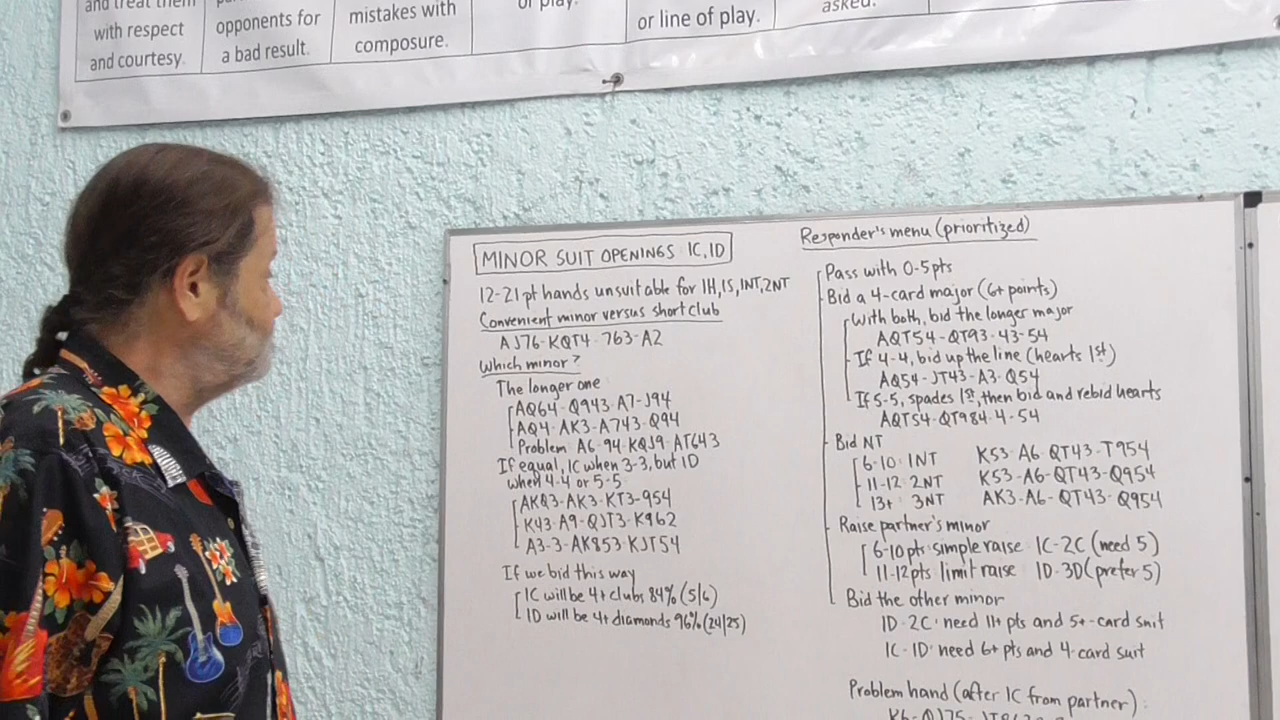 and treat them
with respect
and courtesy.
opponents for
a bad result.
mistakes with
composure.
of play.
or line of play.
asked.
MINOR SUIT OPENINGS 1C, 1D
12-21 pt hands unsuitable for 1H, 1S, 1NT, 2NT
Convenient minor versus short club
AJ76-KQT4-763-A2
Which minor?
The longer one
AQ64-Q943-A7-J94
AQ4-AK3-A743-Q94
Problem: A6-94-KQJ9-AT643
If equal, 1C when 3-3, but 1D
when 4-4 or 5-5:
AKQ3-AK3-KT3-954
K43-A9-QJT3-K962
A3-3-AK853-KJT54
If we bid this way
1C will be 4+ clubs 84% (5/6)
1D will be 4+ diamonds 96% (24/25)
Responder's menu (prioritized)
Pass with 0-5pts
Bid a 4-card major (6+ points)
With both, bid the longer major
AQT54-QT93-43-54
If 4-4, bid up the line (hearts 1st)
AQ54-JT43-A3-Q54
If 5-5, spades 1st, then bid and rebid hearts
AQT54-QT984-4-54
Bid NT
6-10: 1NT K53-A6-QT43-T954
11-12: 2NT K53-A6-QT43-Q954
13+: 3NT AK3-A6-QT43-Q954
Raise partner's minor
6-10 pts: simple raise 1C-2C (need 5)
11-12pts limit raise 1D-3D (prefer 5)
Bid the other minor
1D-2C: need 11+ pts and 5+-card suit
1C-1D: need 6+ pts and 4-card suit
Problem hand (after 1C from partner):